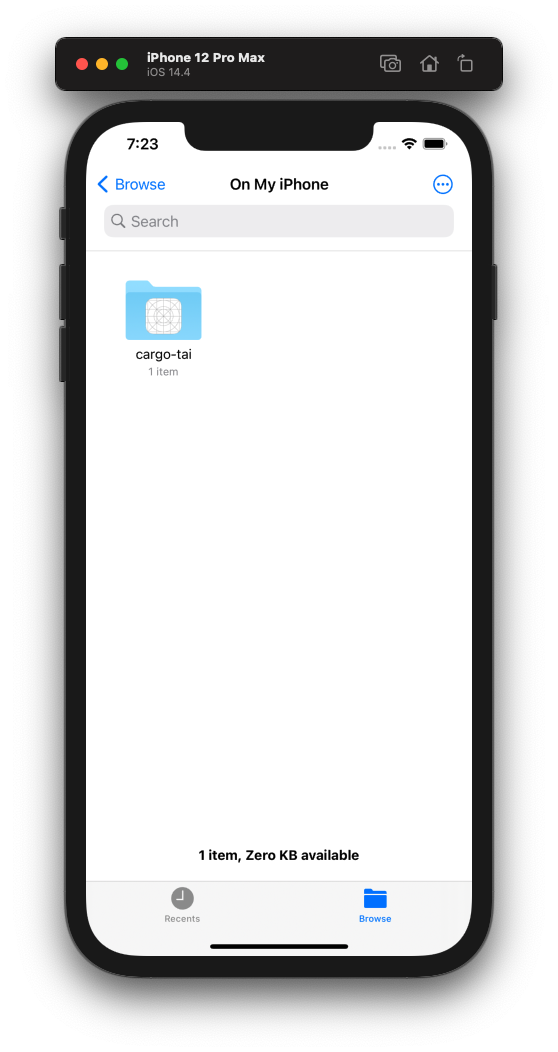 iPhone 12 Pro Max
iOS 14.4
7:23
Browse
On My iPhone
Search
cargo-tai
1 item
1 item, Zero KB available
Recents
Browse